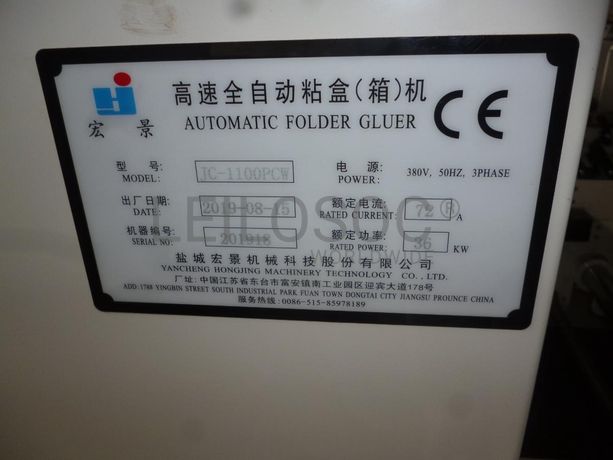 高速全自动粘盒(箱)机
AUTOMATIC FOLDER GLUER
CE
宏 景
型 号:
MODEL:
JC-1100PCW
电 源:
POWER:
380V, 50HZ, 3PHASE
出厂日期:
DATE:
2019-08-15
额定电流:
RATED CURRENT:
72 A
机器编号:
SERIAL NO:
201918
额定功率:
RATED POWER:
36 KW
盐城宏景机械科技股份有限公司
YANCHENG HONGJING MACHINERY TECHNOLOGY CO., LTD.
厂址: 中国江苏省东台市富安镇南工业园区迎宾大道178号
ADD: 1788 YINGBIN STREET SOUTH INDUSTRIAL PARK FUAN TOWN DONGTAI CITY JIANGSU PROUNCE CHINA
服务热线: 0086-515-85978189